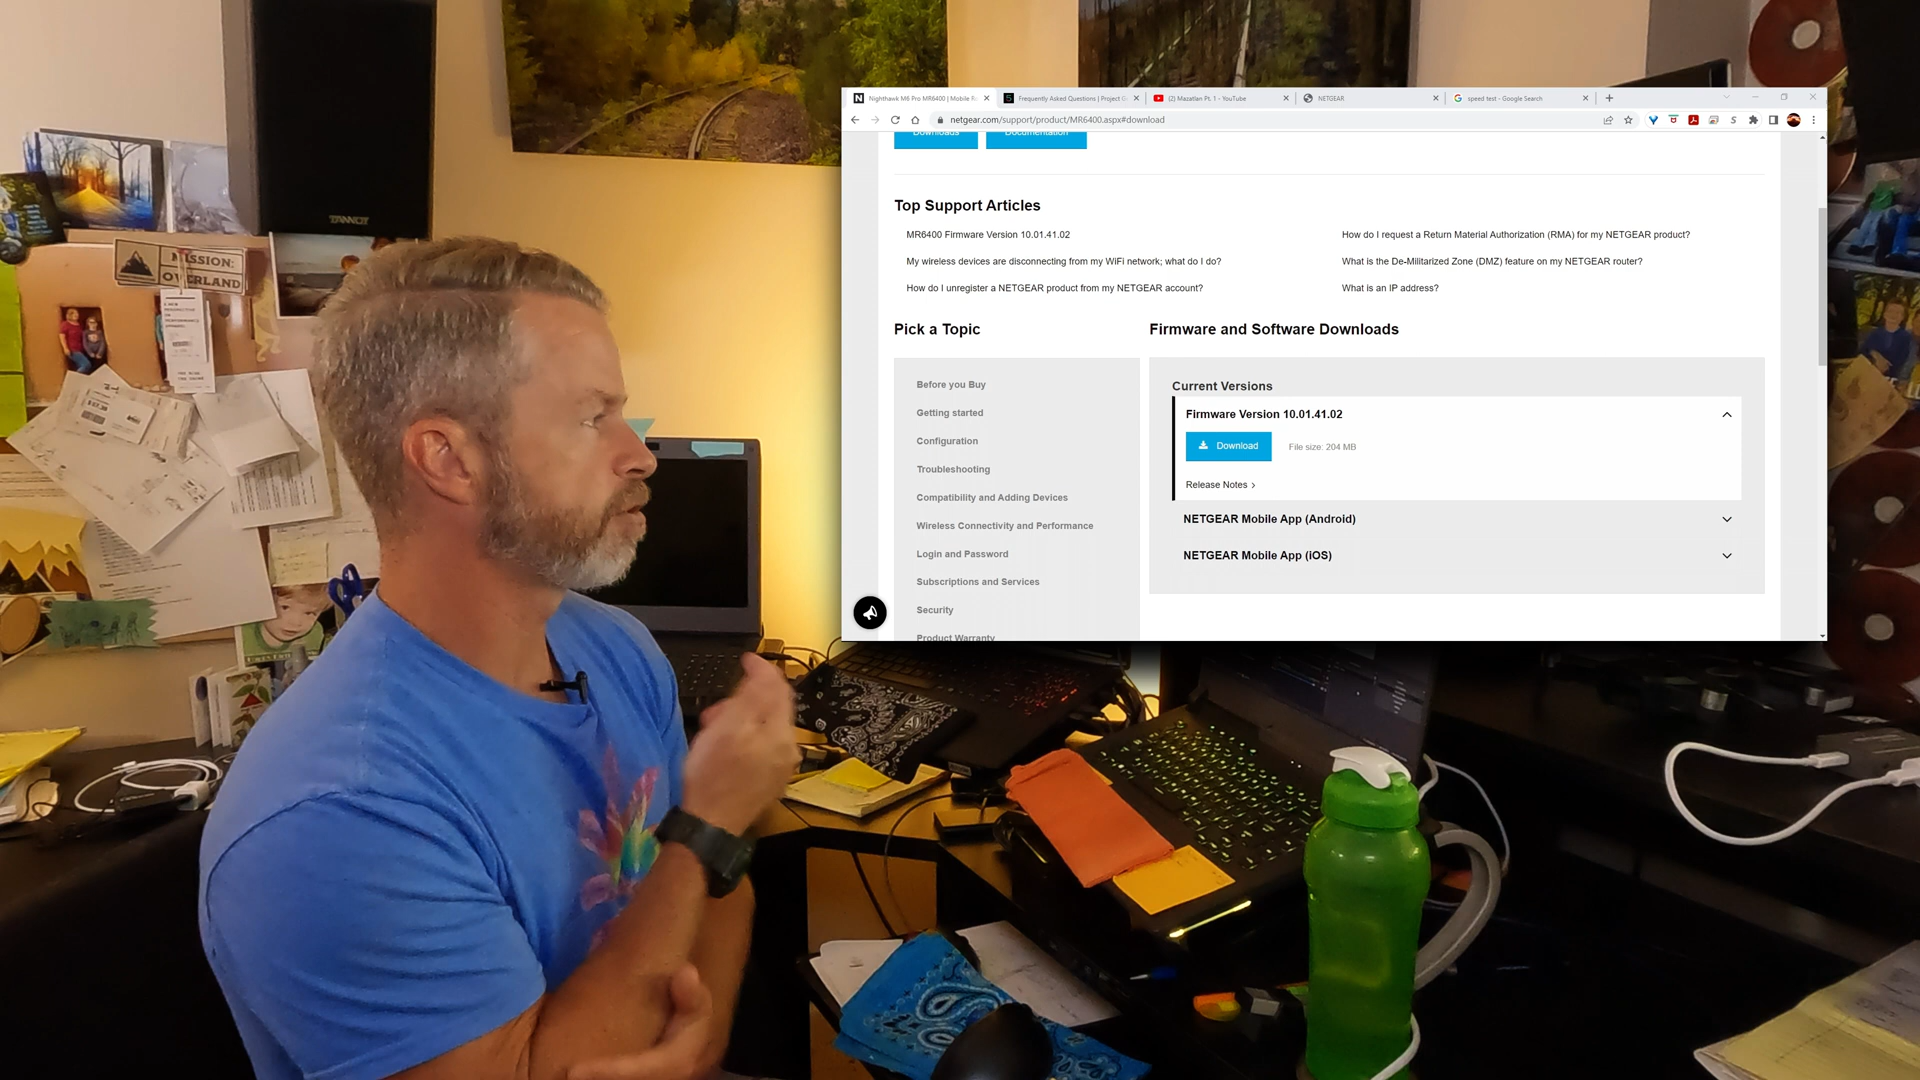 TANNOY
MISSION:
OVERLAND
Nighthawk M6 Pro MR6400 | Mobile R
Frequently Asked Questions | Project G
(2) Mazatlan Pt. 1 - YouTube
NETGEAR
speed test - Google Search
netgear.com/support/product/MR6400.aspx#download
Downloads
Documentation
Top Support Articles
MR6400 Firmware Version 10.01.41.02
How do I request a Return Material Authorization (RMA) for my NETGEAR product?
My wireless devices are disconnecting from my WiFi network; what do I do?
What is the De-Militarized Zone (DMZ) feature on my NETGEAR router?
How do I unregister a NETGEAR product from my NETGEAR account?
What is an IP address?
Pick a Topic
Before you Buy
Getting started
Configuration
Troubleshooting
Compatibility and Adding Devices
Wireless Connectivity and Performance
Login and Password
Subscriptions and Services
Security
Product Warranty
Firmware and Software Downloads
Current Versions
Firmware Version 10.01.41.02
Download
File size: 204 MB
Release Notes >
NETGEAR Mobile App (Android)
NETGEAR Mobile App (iOS)